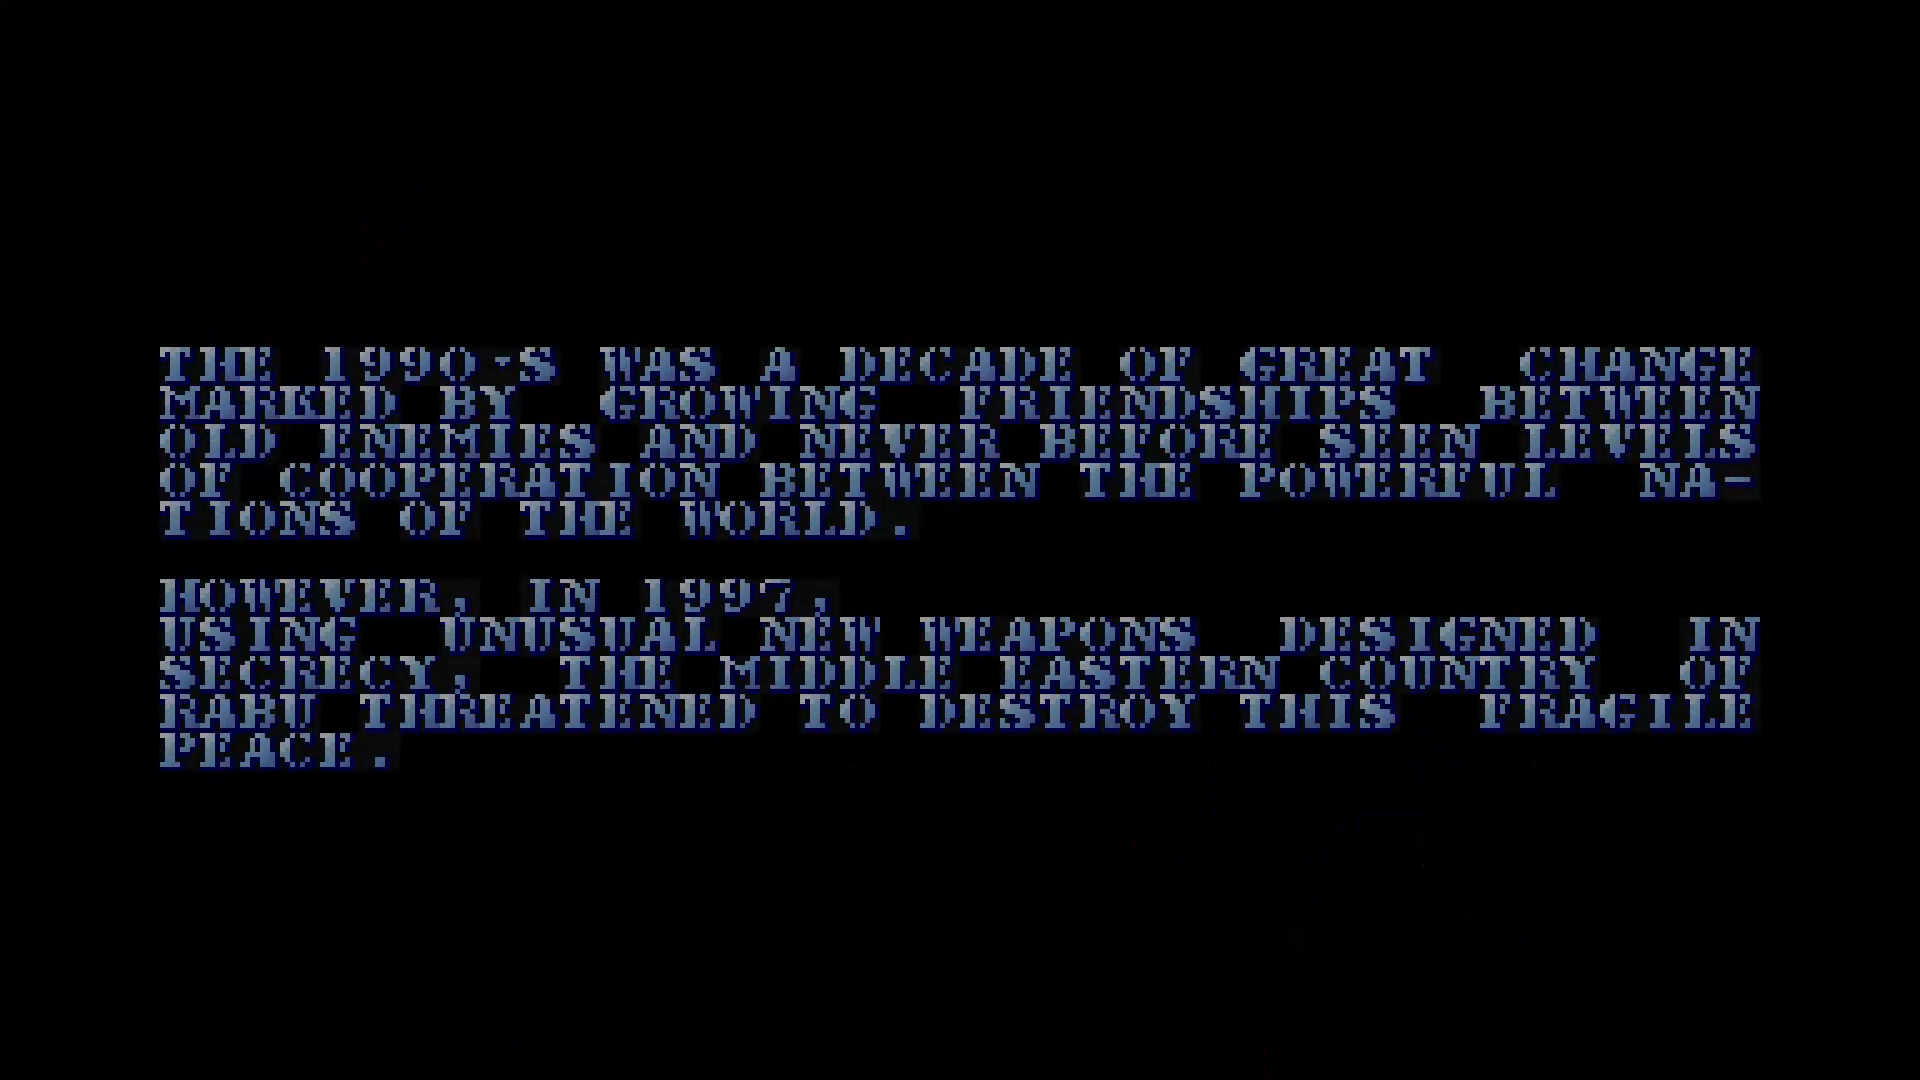 THE 1990-S WAS A DECADE OF GREAT CHANGE
MARKED BY GROWING FRIENDSHIPS BETWEEN
OLD ENEMIES AND NEVER BEFORE SEEN LEVELS
OF COOPERATION BETWEEN THE POWERFUL NA-
TIONS OF THE WORLD.
HOWEVER, IN 1997,
USING UNUSUAL NEW WEAPONS DESIGNED IN
SECRECY, THE MIDDLE EASTERN COUNTRY OF
RABU THREATENED TO DESTROY THIS FRAGILE
PEACE.